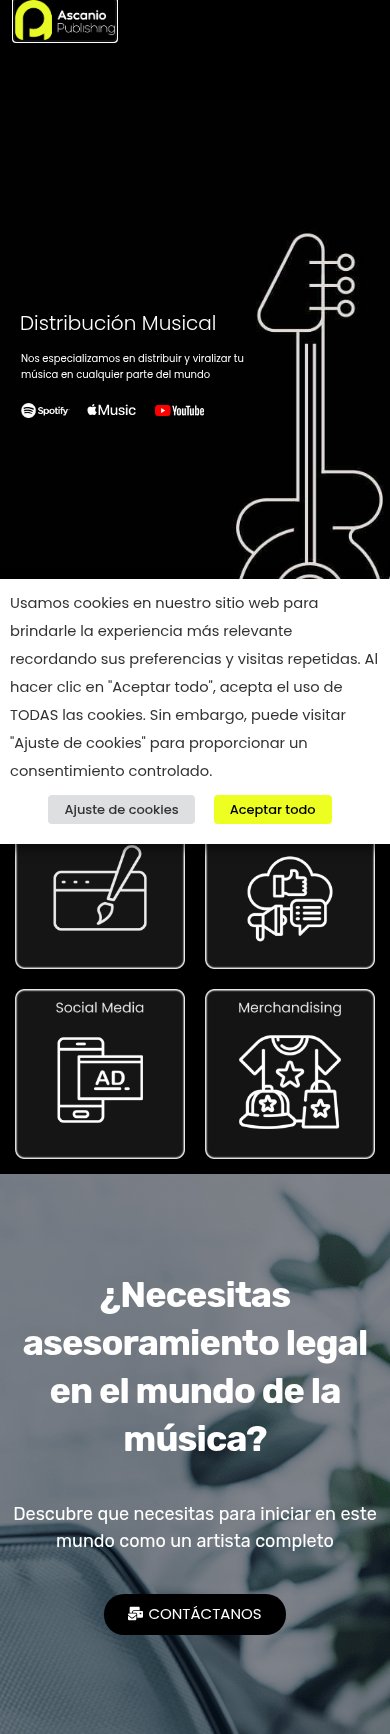 Ascanio
Publishing
Distribución Musical
Nos especializamos en distribuir y viralizar tu
música en cualquier parte del mundo
Spotify Music YouTube
Usamos cookies en nuestro sitio web para
brindarle la experiencia más relevante
recordando sus preferencias y visitas repetidas. Al
hacer clic en "Aceptar todo", acepta el uso de
TODAS las cookies. Sin embargo, puede visitar
"Ajuste de cookies" para proporcionar un
consentimiento controlado.
Ajuste de cookies Aceptar todo
Social Media Merchandising
AD
¿Necesitas
asesoramiento legal
en el mundo de la
música?
Descubre que necesitas para iniciar en este
mundo como un artista completo
CONTÁCTANOS